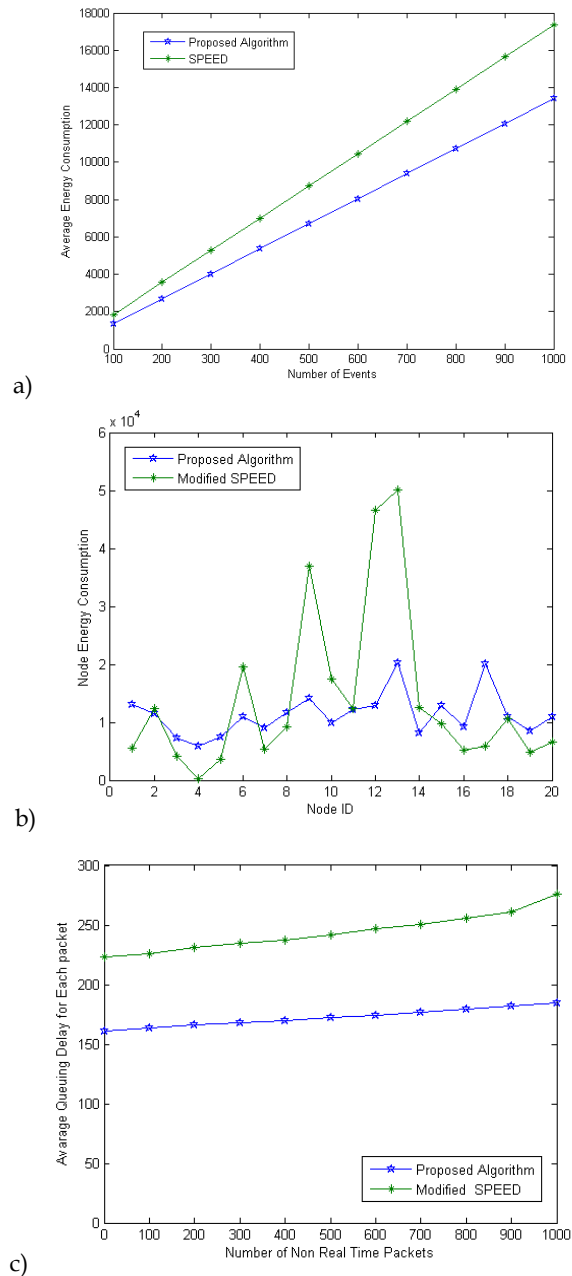 18000
16000
14000
12000
10000
8000
6000
4000
2000
0
Average Energy Consumption
Proposed Algorithm
SPEED
100 200 300 400 500 600 700 800 900 1000
Number of Events
a)
x 10^4
6
5
4
3
2
1
0
Node Energy Consumption
Proposed Algorithm
Modified SPEED
0 2 4 6 8 10 12 14 16 18 20
Node ID
b)
300
250
200
150
100
50
0
Avarage Queuing Delay for Each packet
Proposed Algorithm
Modified SPEED
0 100 200 300 400 500 600 700 800 900 1000
Number of Non Real Time Packets
c)